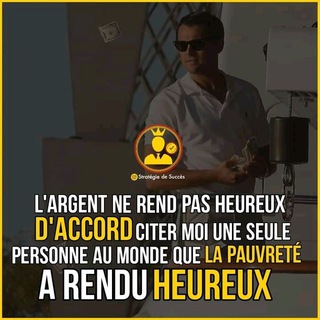 Stratégie de Succès
L'ARGENT NE REND PAS HEUREUX
D'ACCORD CITER MOI UNE SEULE
PERSONNE AU MONDE QUE LA PAUVRETÉ
A RENDU HEUREUX